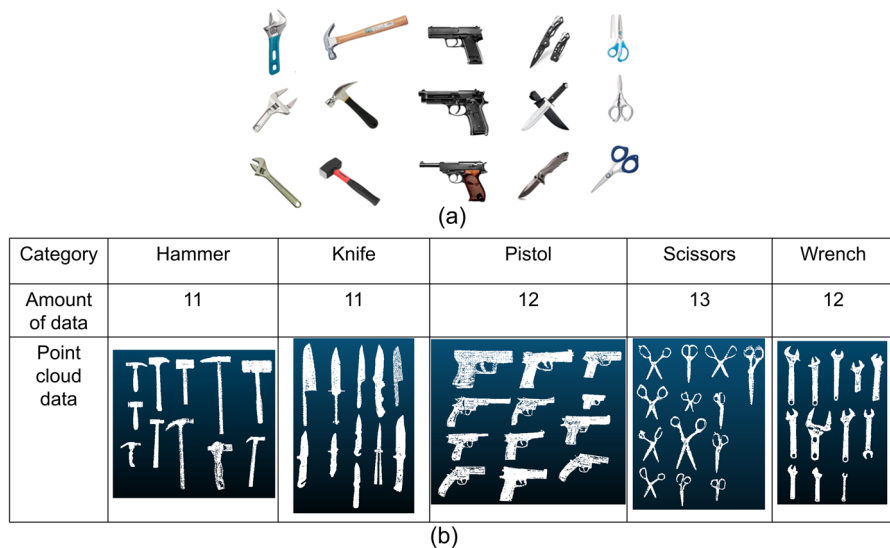 (a)
Category Hammer Knife Pistol Scissors Wrench
Amount of data 11 11 12 13 12
Point cloud data
(b)